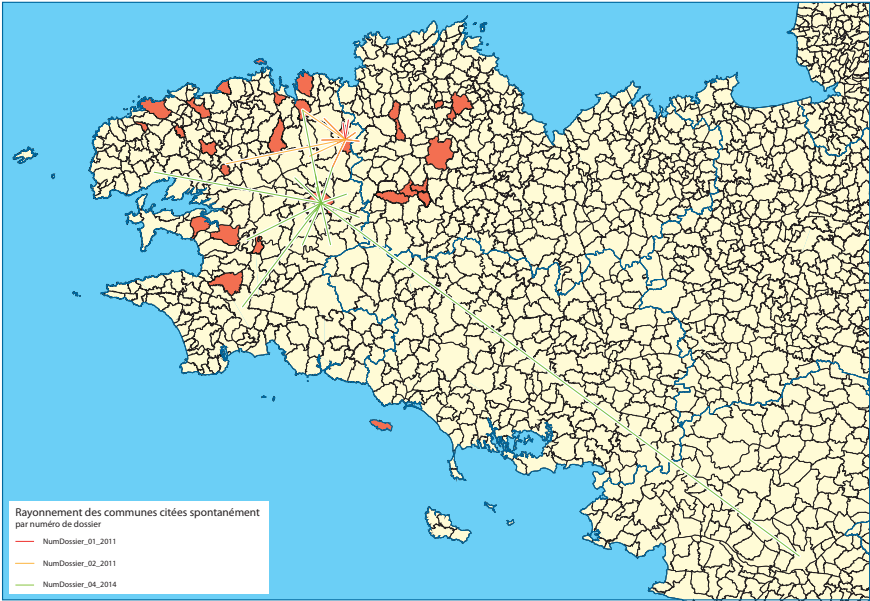 Rayonnement des communes citées spontanément
par numéro de dossier
NumDossier_01_2011
NumDossier_02_2011
NumDossier_04_2014